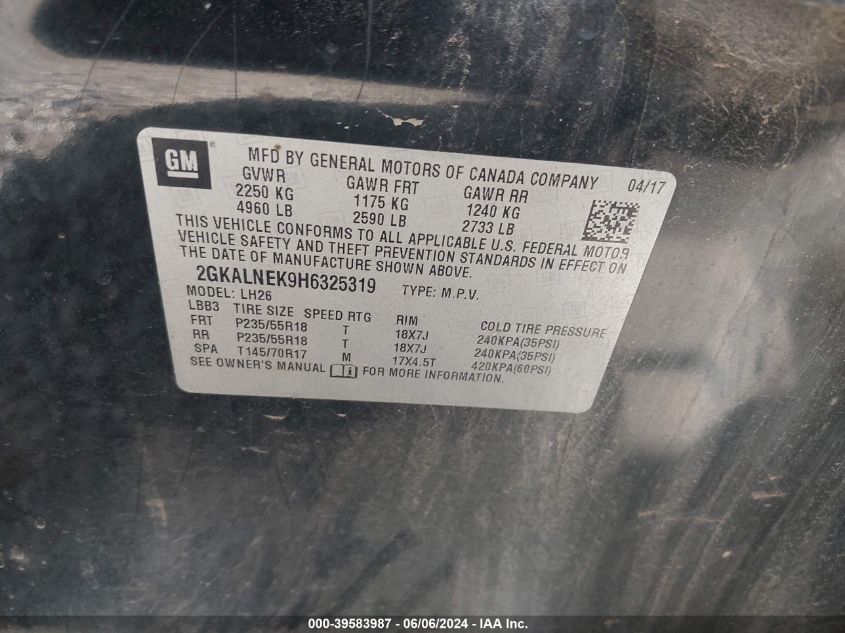 GM ®
MFD BY GENERAL MOTORS OF CANADA COMPANY 04/17
GVWR GAWR FRT GAWR RR
2250 KG 1175 KG 1240 KG
4960 LB 2590 LB 2733 LB
THIS VEHICLE CONFORMS TO ALL APPLICABLE U.S. FEDERAL MOTOR
VEHICLE SAFETY AND THEFT PREVENTION STANDARDS IN EFFECT ON
THE DATE OF MANUFACTURE SHOWN ABOVE.
2GKALNEK9H6325319 TYPE: M.P.V.
MODEL: LH26
LBB3 TIRE SIZE SPEED RTG RIM COLD TIRE PRESSURE
FRT P235/55R18 T 18X7J 240KPA(35PSI)
RR P235/55R18 T 18X7J 240KPA(35PSI)
SPA T145/70R17 M 17X4.5T 420KPA(60PSI)
SEE OWNER'S MANUAL FOR MORE INFORMATION.
000-39583987 - 06/06/2024 - IAA Inc.